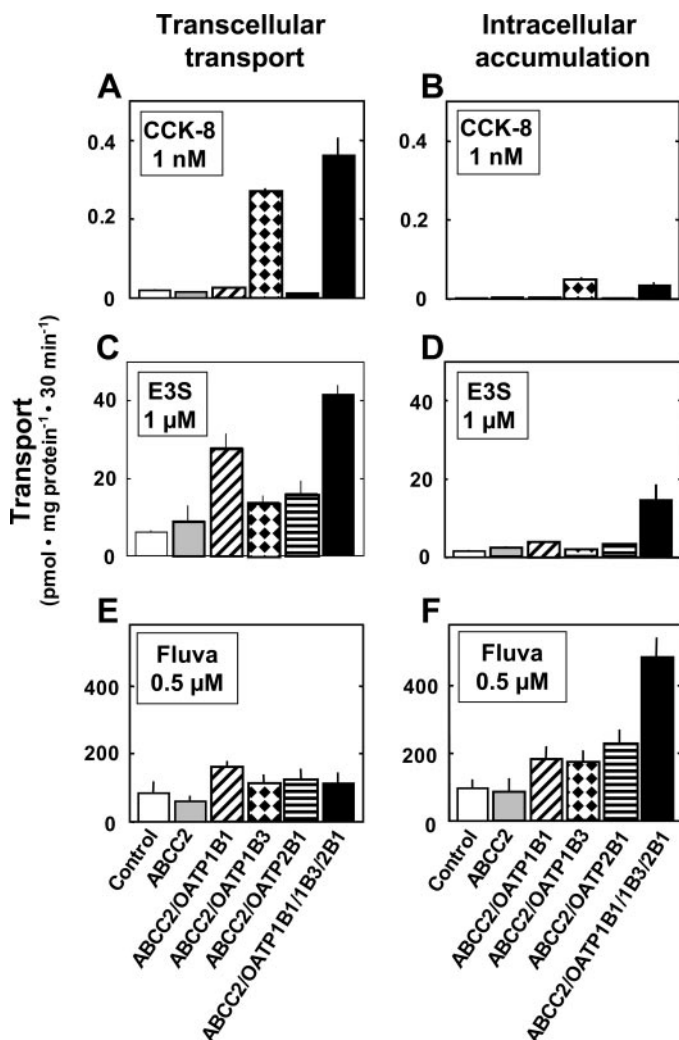 Transcellular
transport
Intracellular
accumulation
A
CCK-8
1 nM
0.4
0.2
0
B
CCK-8
1 nM
0.4
0.2
0
Transport
(pmol • mg protein⁻¹ • 30 min⁻¹)
C
E3S
1 µM
40
20
0
D
E3S
1 µM
40
20
0
E
Fluva
0.5 µM
400
200
0
F
Fluva
0.5 µM
400
200
0
Control
ABCC2
ABCC2/OATP1B1
ABCC2/OATP1B3
ABCC2/OATP2B1
ABCC2/OATP1B1/1B3/2B1
Control
ABCC2
ABCC2/OATP1B1
ABCC2/OATP1B3
ABCC2/OATP2B1
ABCC2/OATP1B1/1B3/2B1